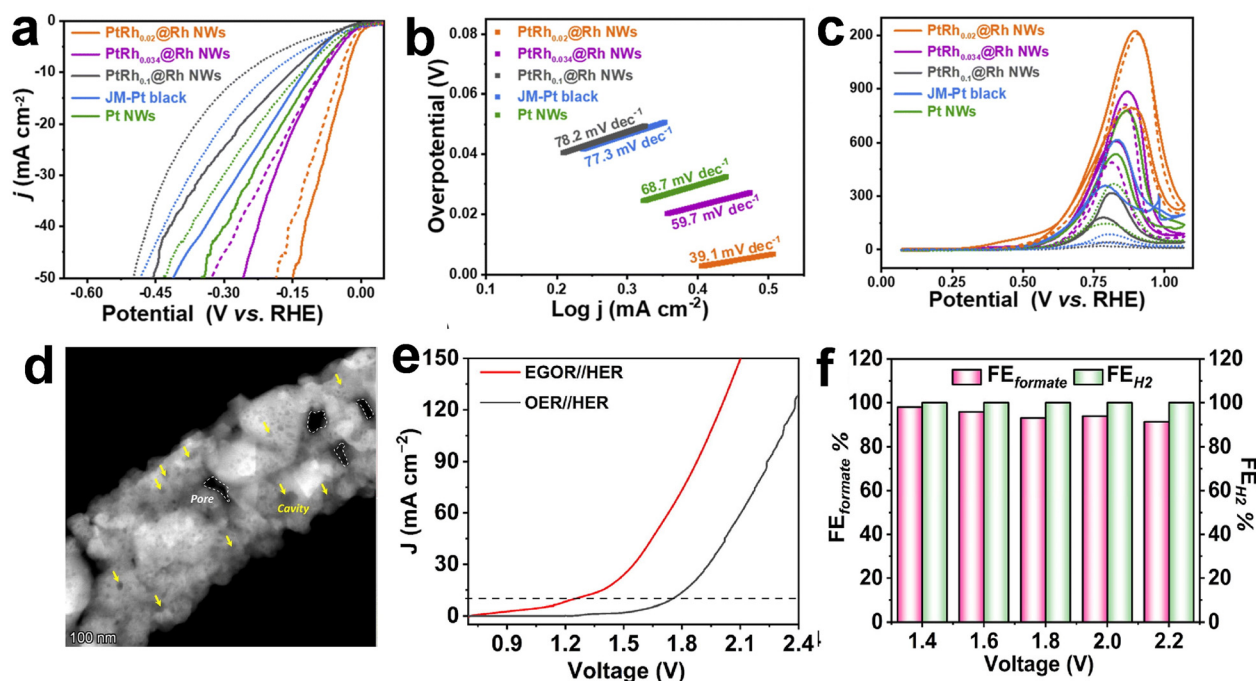 a
0
-10
-20
-30
-40
-50
j (mA cm⁻²)
PtRh₀.₀₂@Rh NWs
PtRh₀.₀₃₄@Rh NWs
PtRh₀.₁@Rh NWs
JM-Pt black
Pt NWs
-0.60 -0.45 -0.30 -0.15 0.00
Potential (V vs. RHE)
b
0.08
0.06
0.04
0.02
0.00
Overpotential (V)
PtRh₀.₀₂@Rh NWs
PtRh₀.₀₃₄@Rh NWs
PtRh₀.₁@Rh NWs
JM-Pt black
Pt NWs
78.2 mV dec⁻¹
77.3 mV dec⁻¹
68.7 mV dec⁻¹
59.7 mV dec⁻¹
39.1 mV dec⁻¹
0.1 0.2 0.3 0.4 0.5 0.6
Log j (mA cm⁻²)
c
PtRh₀.₀₂@Rh NWs
PtRh₀.₀₃₄@Rh NWs
PtRh₀.₁@Rh NWs
JM-Pt black
Pt NWs
200
900
600
300
0
0.00 0.25 0.50 0.75 1.00
Potential (V vs. RHE)
d
Pore
Cavity
100 nm
e
150
120
90
60
30
0
J (mA cm⁻²)
EGOR//HER
OER//HER
0.9 1.2 1.5 1.8 2.1 2.4
Voltage (V)
f
120
100
80
60
40
20
0
FEformate %
FEformate
FEH2
120
100
80
60
40
20
0
FEH2 %
1.4 1.6 1.8 2.0 2.2
Voltage (V)